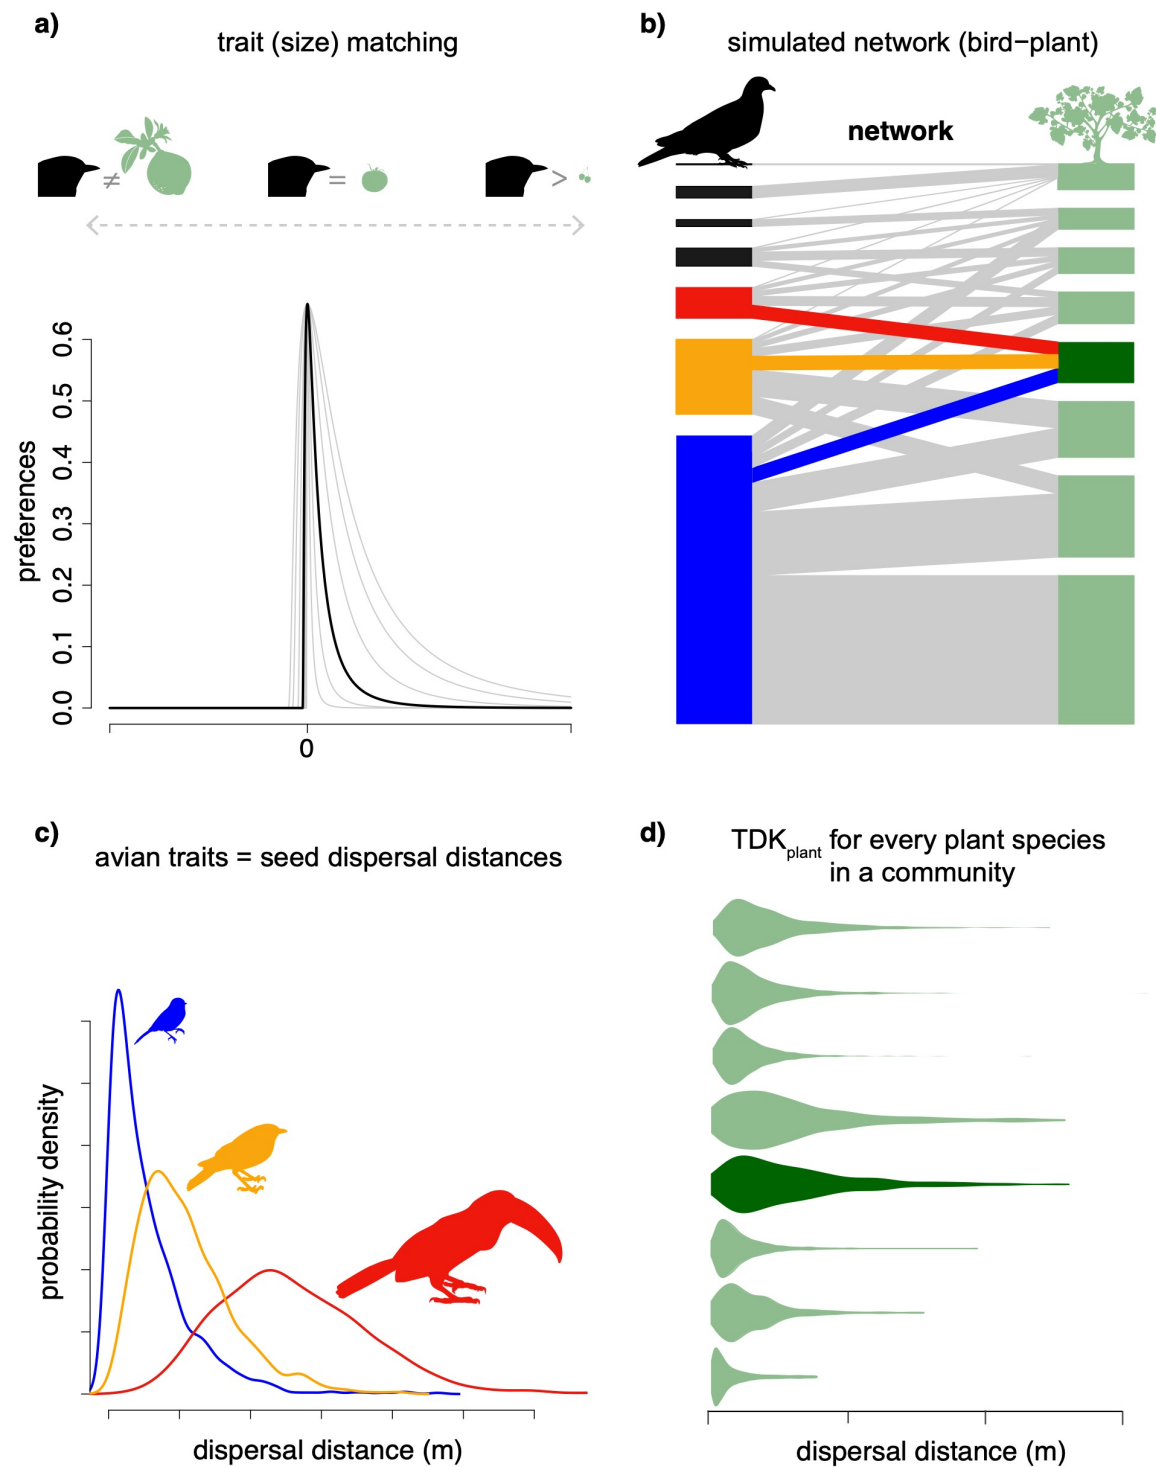 a)
trait (size) matching
≠
=
>
preferences
0.0
0.1
0.2
0.3
0.4
0.5
0.6
0
b)
simulated network (bird−plant)
network
c)
avian traits = seed dispersal distances
probability density
dispersal distance (m)
d)
TDKplant for every plant species
in a community
dispersal distance (m)